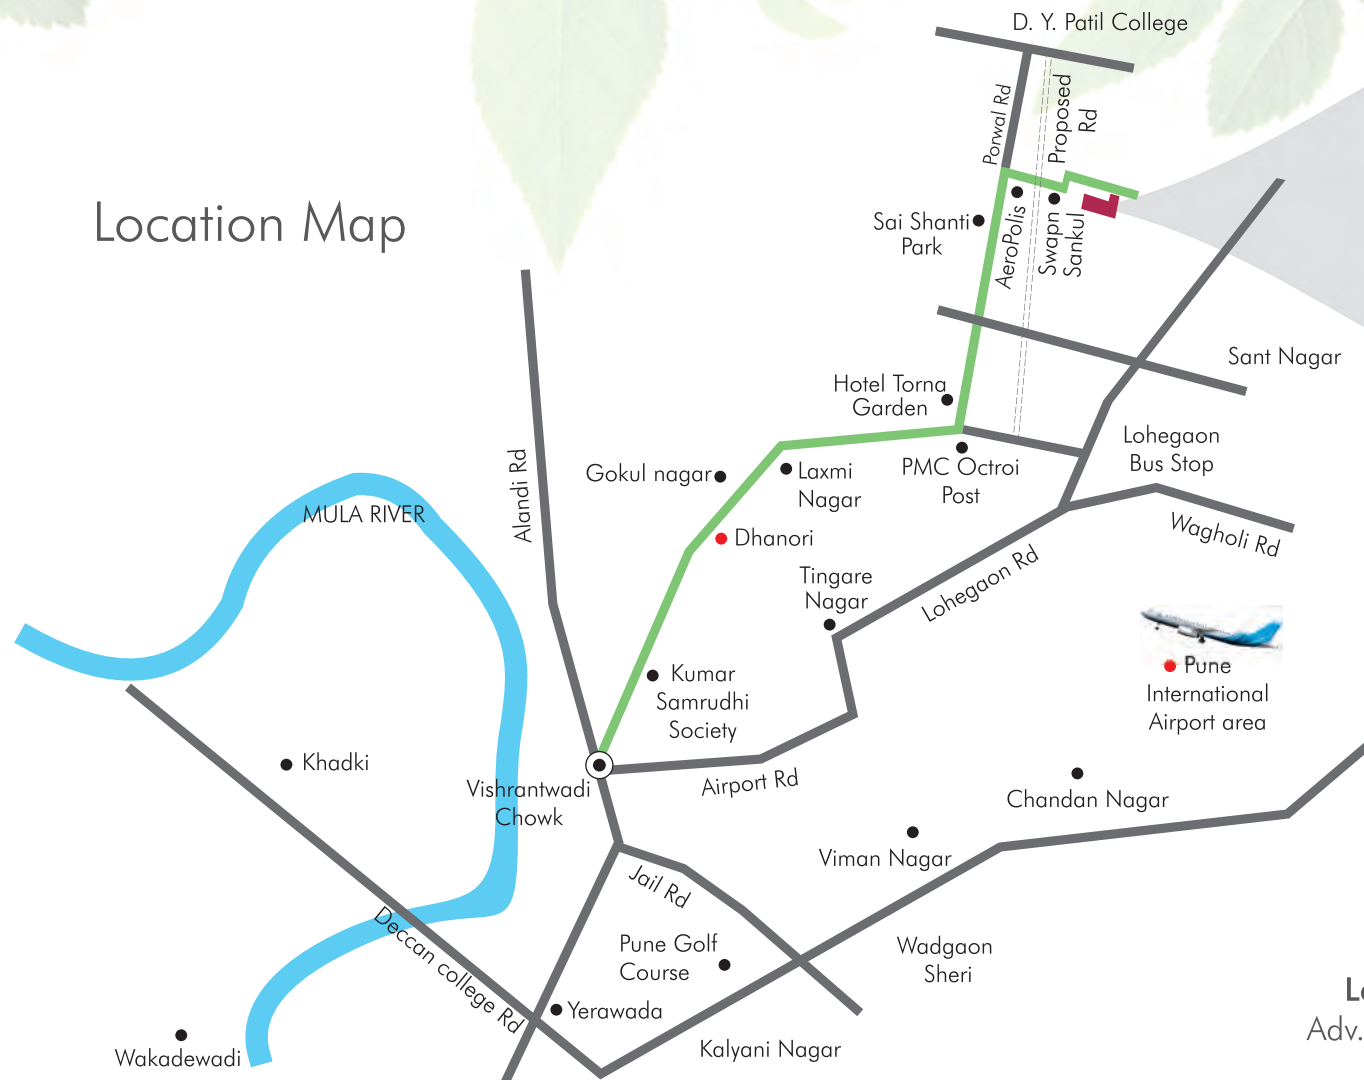 D. Y. Patil College
Porwal Rd
Proposed
Rd
Location Map
Sai Shanti
Park
AeroPolis
Swapn
Sankul
Sant Nagar
Hotel Torna
Garden
Lohegaon
Bus Stop
PMC Octroi
Post
Gokul nagar
Laxmi
Nagar
Alandi Rd
MULA RIVER
Dhanori
Wagholi Rd
Tingare
Nagar
Lohegaon Rd
Pune
International
Airport area
Kumar
Samrudhi
Society
Khadki
Vishrantwadi
Chowk
Airport Rd
Chandan Nagar
Viman Nagar
Jail Rd
Deccan college Rd
Pune Golf
Course
Wadgaon
Sheri
Yerawada
Adv.
Kalyani Nagar
Wakadewadi